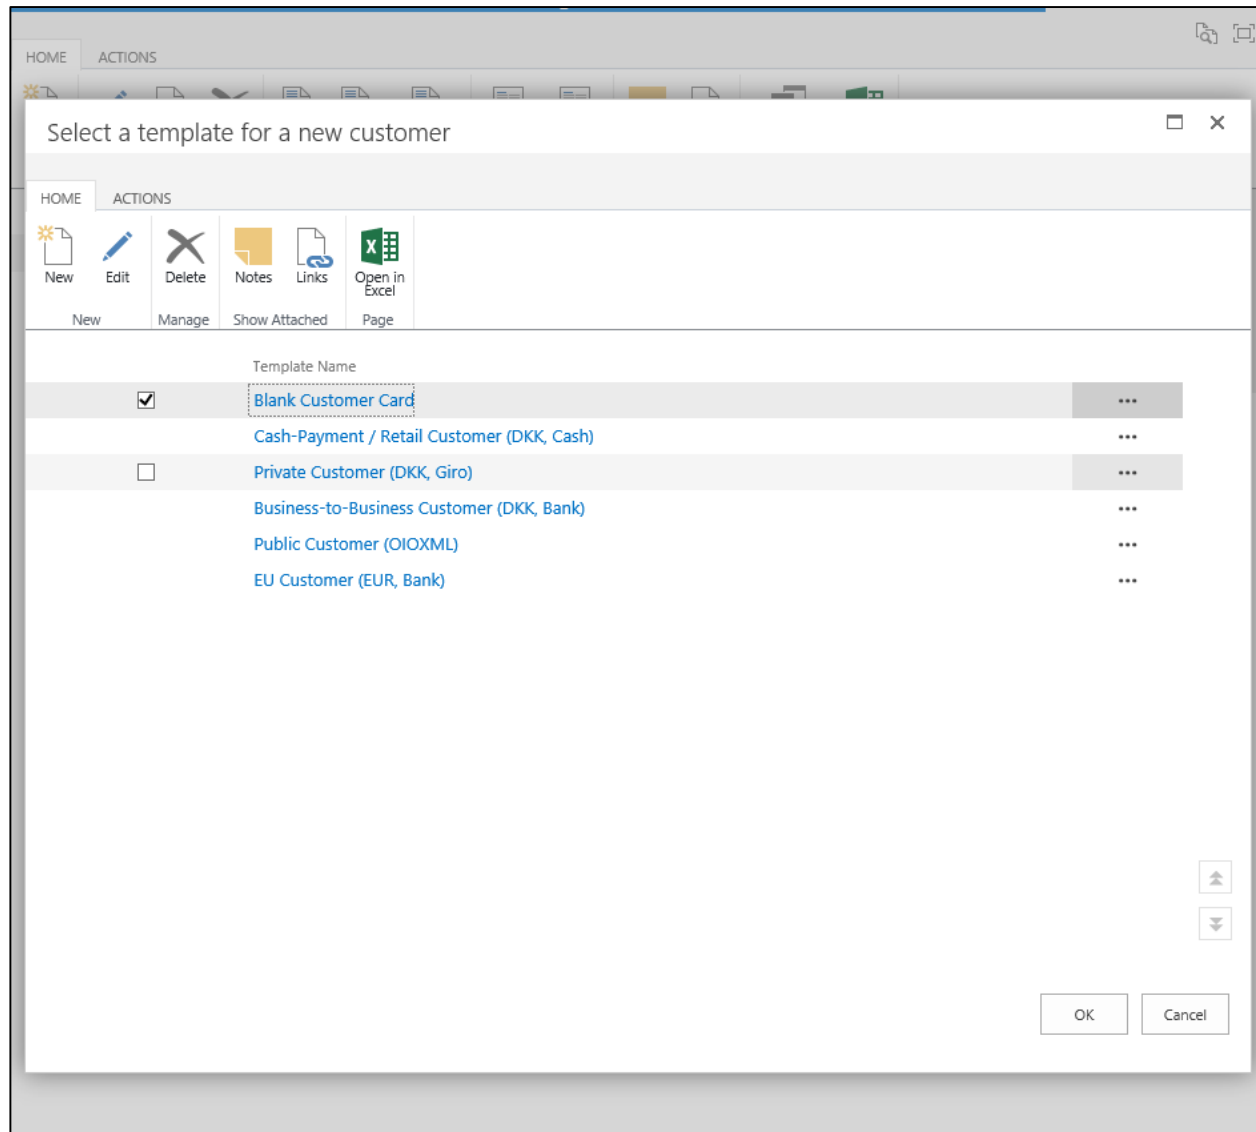 HOME ACTIONS
Select a template for a new customer
HOME ACTIONS
New Edit Delete Notes Links Open in
Excel
New Manage Show Attached Page
Template Name
Blank Customer Card
Cash-Payment / Retail Customer (DKK, Cash)
Private Customer (DKK, Giro)
Business-to-Business Customer (DKK, Bank)
Public Customer (OIOXML)
EU Customer (EUR, Bank)
OK Cancel